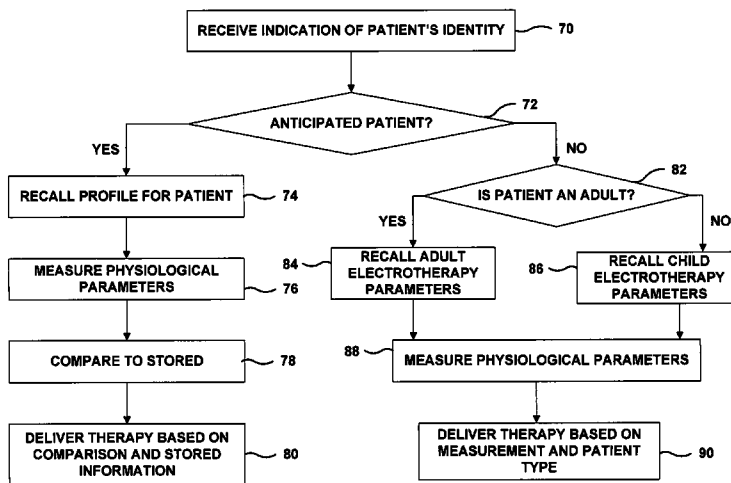 RECEIVE INDICATION OF PATIENT'S IDENTITY
70
72
ANTICIPATED PATIENT?
YES
NO
82
RECALL PROFILE FOR PATIENT
74
IS PATIENT AN ADULT?
YES
NO
MEASURE PHYSIOLOGICAL
PARAMETERS
76
84
RECALL ADULT
ELECTROTHERAPY
PARAMETERS
86
RECALL CHILD
ELECTROTHERAPY
PARAMETERS
COMPARE TO STORED
78
88
MEASURE PHYSIOLOGICAL PARAMETERS
DELIVER THERAPY BASED ON
COMPARISON AND STORED
INFORMATION
80
DELIVER THERAPY BASED ON
MEASUREMENT AND PATIENT
TYPE
90